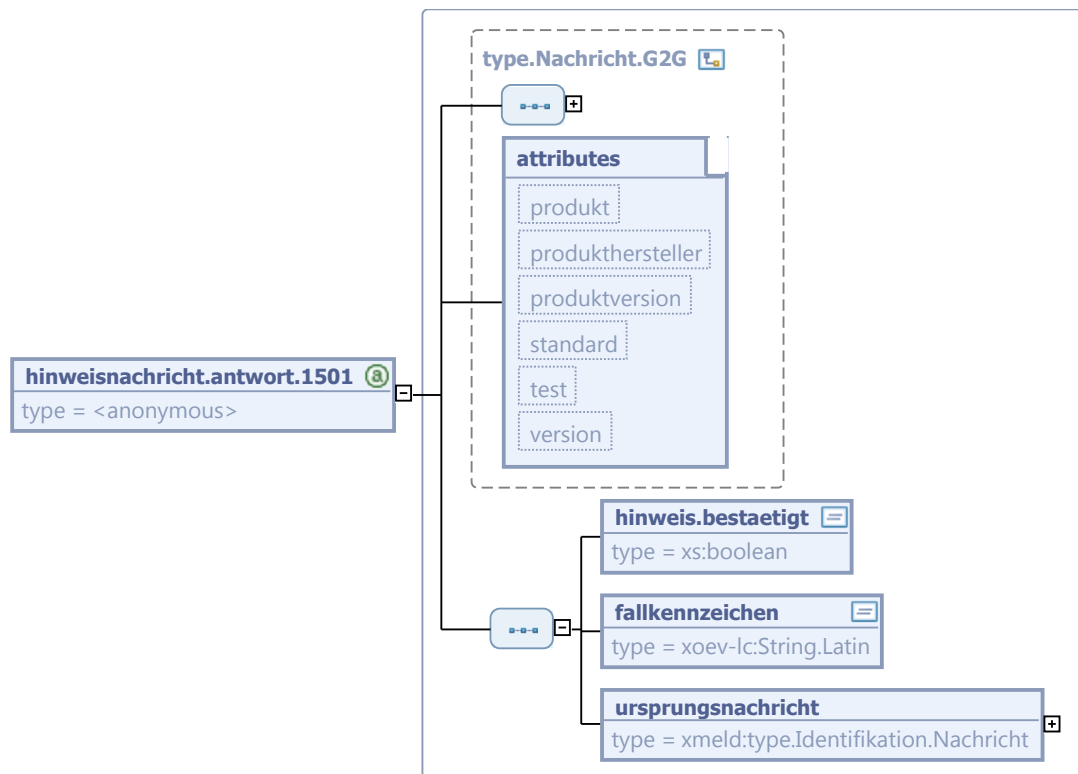 type.Nachricht.G2G
attributes
produkt
produkthersteller
produktversion
standard
test
version
hinweisnachricht.antwort.1501 @
type = <anonymous>
hinweis.bestaetigt
type = xs:boolean
fallkennzeichen
type = xoev-lc:String.Latin
ursprungsnachricht
type = xmeld:type.Identifikation.Nachricht